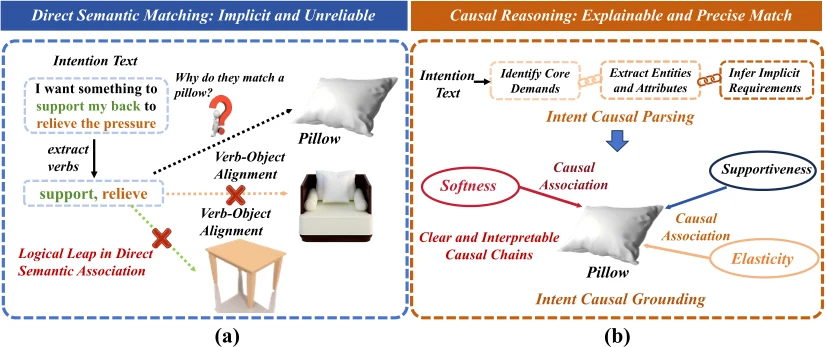 Direct Semantic Matching: Implicit and Unreliable
Intention Text
I want something to
support my back to
relieve the pressure
Why do they match a
pillow?
Pillow
extract
verbs
Verb-Object
Alignment
support, relieve
Verb-Object
Alignment
Logical Leap in Direct
Semantic Association
(a)
Causal Reasoning: Explainable and Precise Match
Intention
Text
Identify Core
Demands
Extract Entities
and Attributes
Infer Implicit
Requirements
Intent Causal Parsing
Softness
Causal
Association
Supportiveness
Clear and Interpretable
Causal Chains
Causal
Association
Pillow
Elasticity
Intent Causal Grounding
(b)